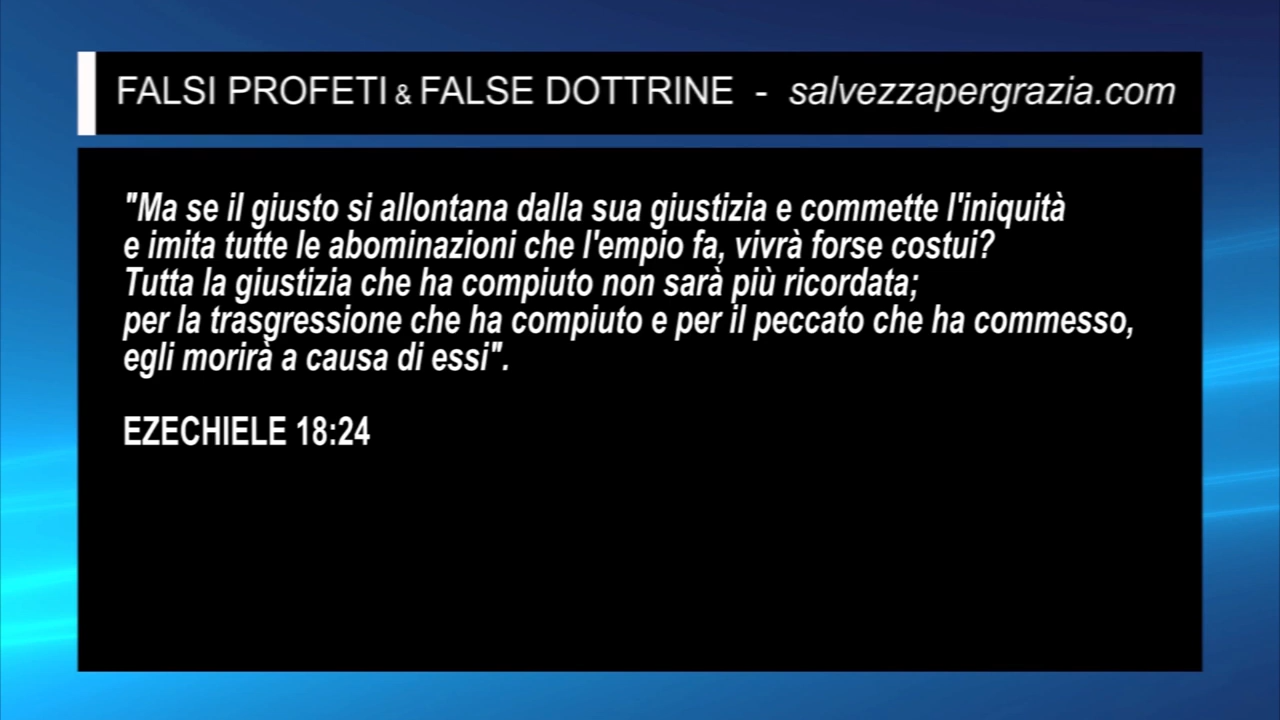 FALSI PROFETI & FALSE DOTTRINE - salvezzapergrazia.com
"Ma se il giusto si allontana dalla sua giustizia e commette l'iniquità
e imita tutte le abominazioni che l'empio fa, vivrà forse costui?
Tutta la giustizia che ha compiuto non sarà più ricordata;
per la trasgressione che ha compiuto e per il peccato che ha commesso,
egli morirà a causa di essi".
EZECHIELE 18:24